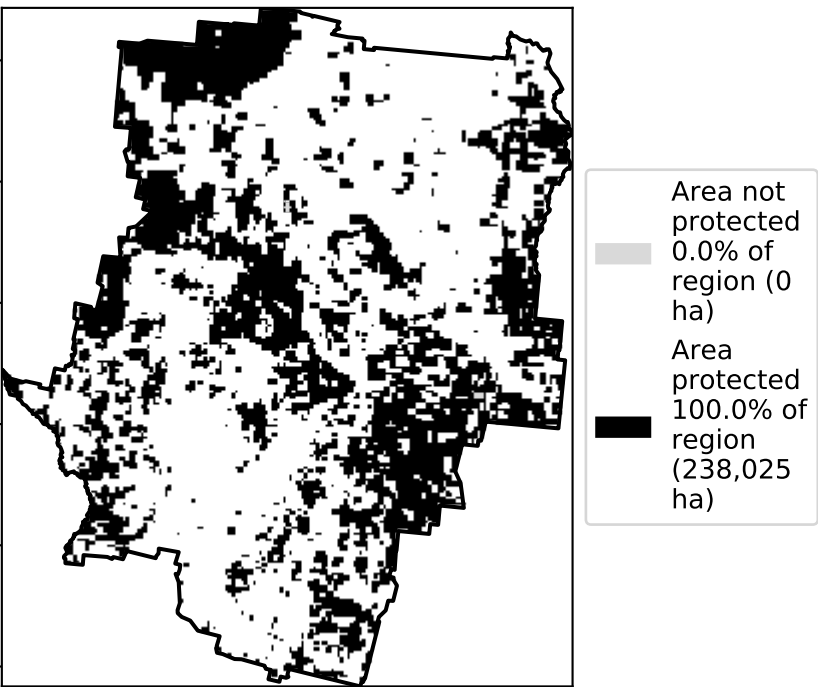 Area not
protected
0.0% of
region (0
ha)
Area
protected
100.0% of
region
(238,025
ha)